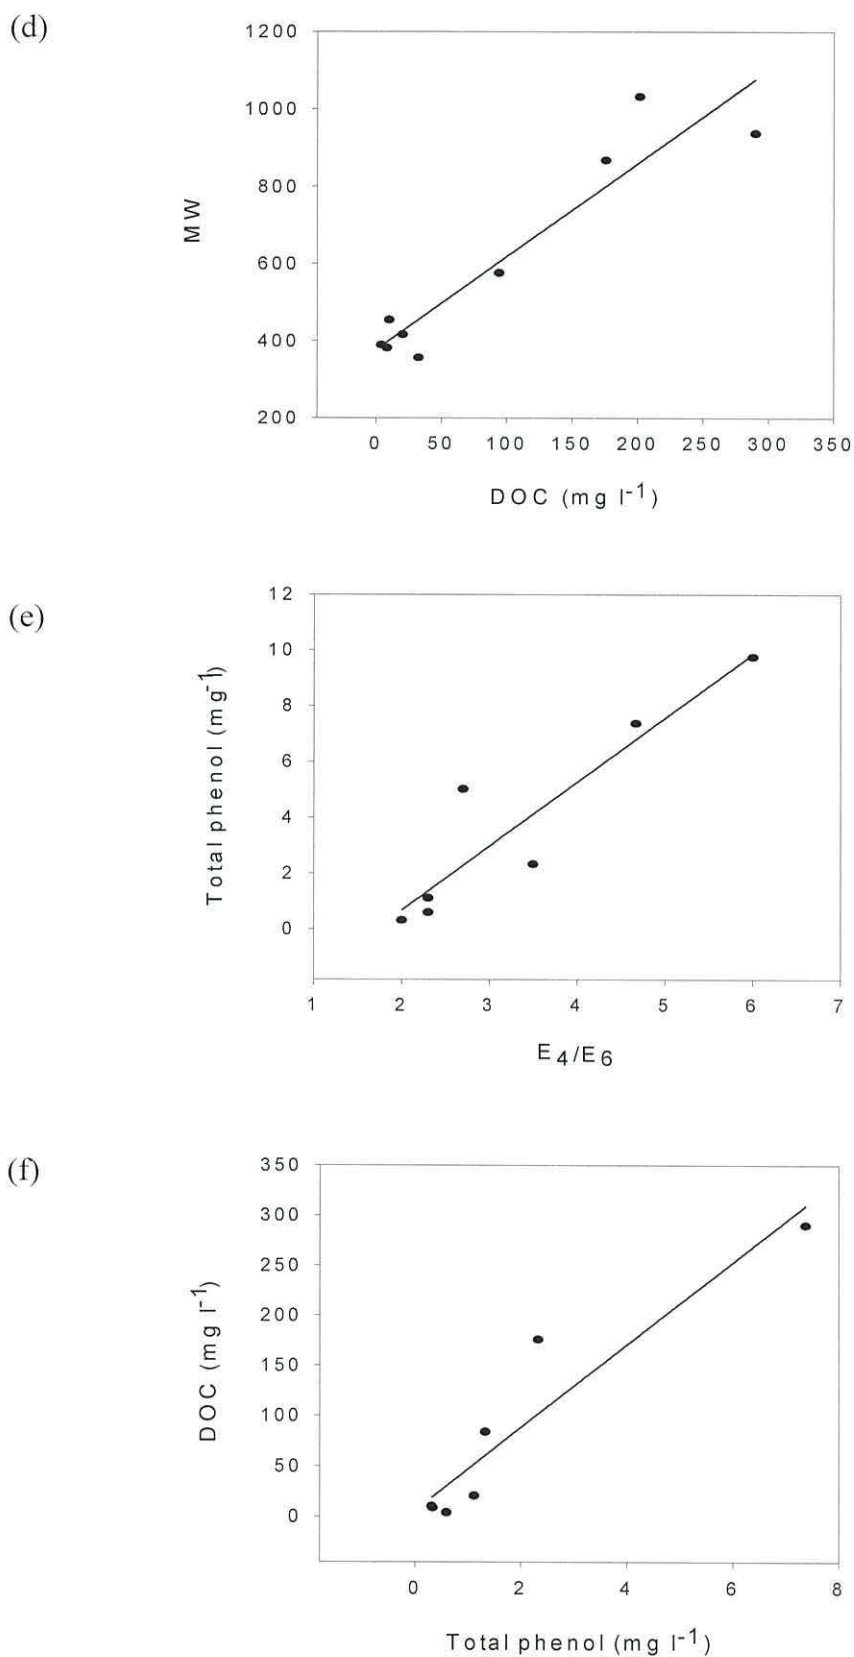 (d)
1200
1000
800
600
400
200
MW
0 50 100 150 200 250 300 350
DOC (mg l-1)
(e)
12
10
8
6
4
2
0
Total phenol (mg-1)
1 2 3 4 5 6 7
E4/E6
(f)
350
300
250
200
150
100
50
0
DOC (mg l-1)
0 2 4 6 8
Total phenol (mg l-1)